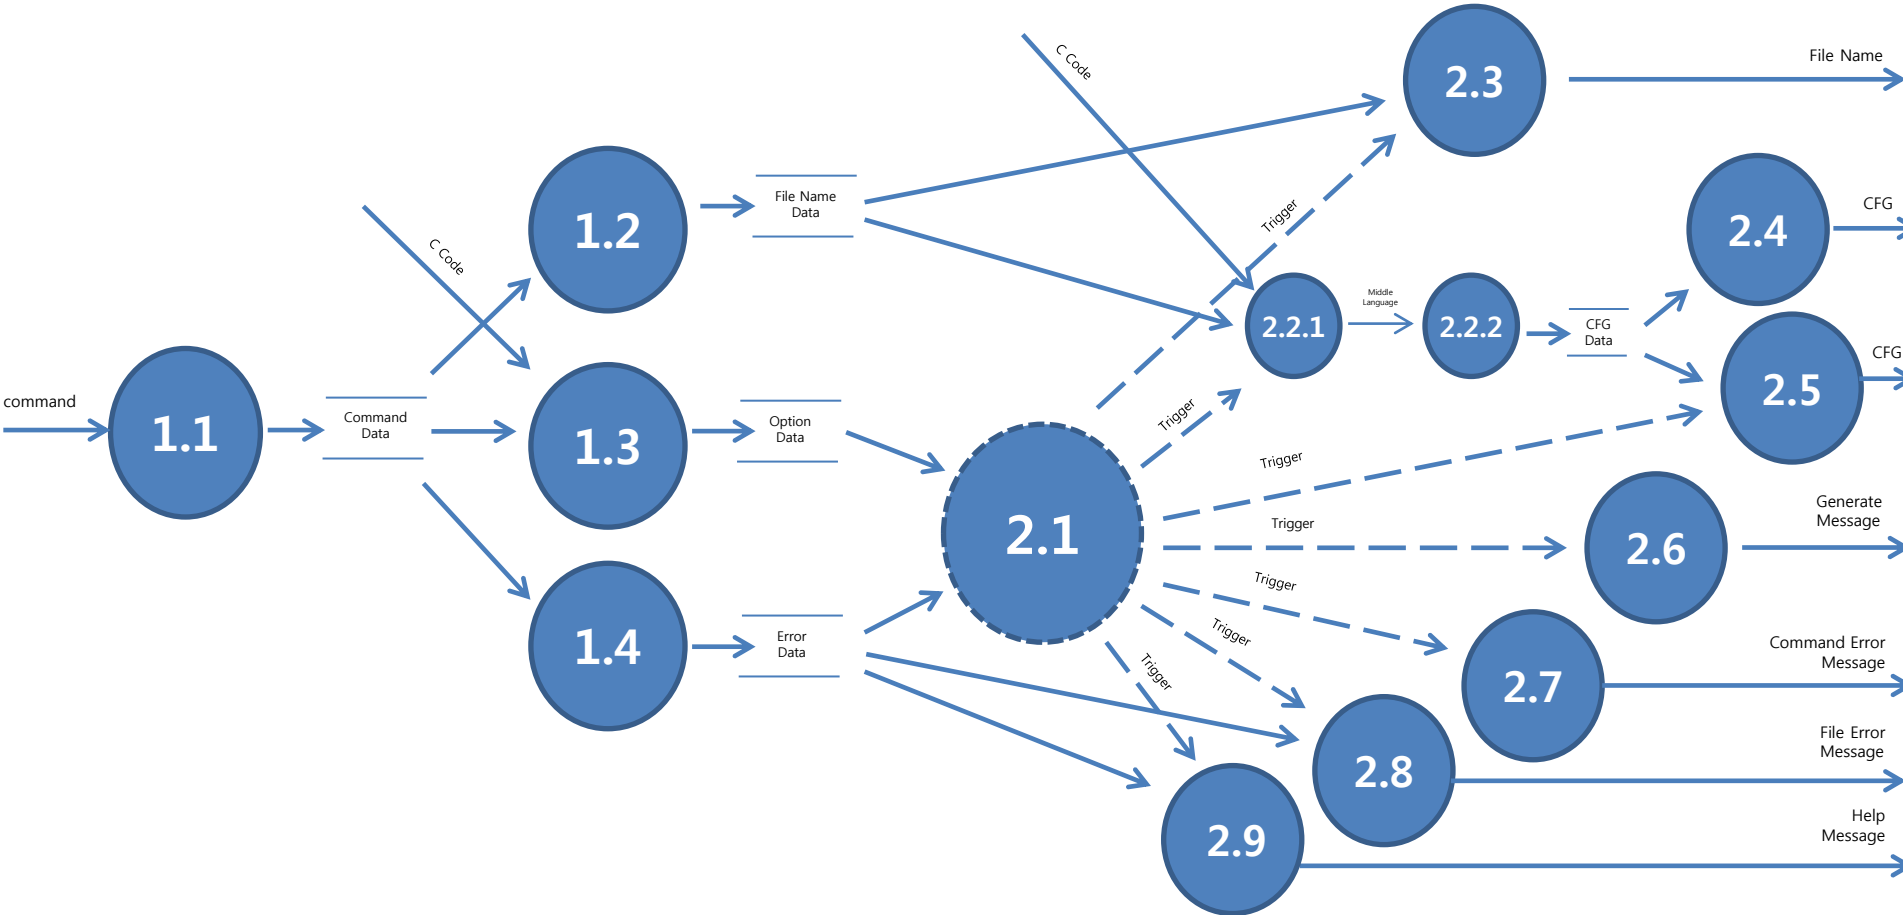 2.3
File Name
C Code
1.2
File Name
Data
Trigger
2.4
CFG
C Code
2.2.1
Middle
Language
2.2.2
CFG
Data
2.5
CFG
command
1.1
Command
Data
1.3
Option
Data
Trigger
Trigger
2.1
Trigger
2.6
Generate
Message
Trigger
1.4
Error
Data
Trigger
Trigger
2.7
Command Error
Message
2.8
File Error
Message
2.9
Help
Message